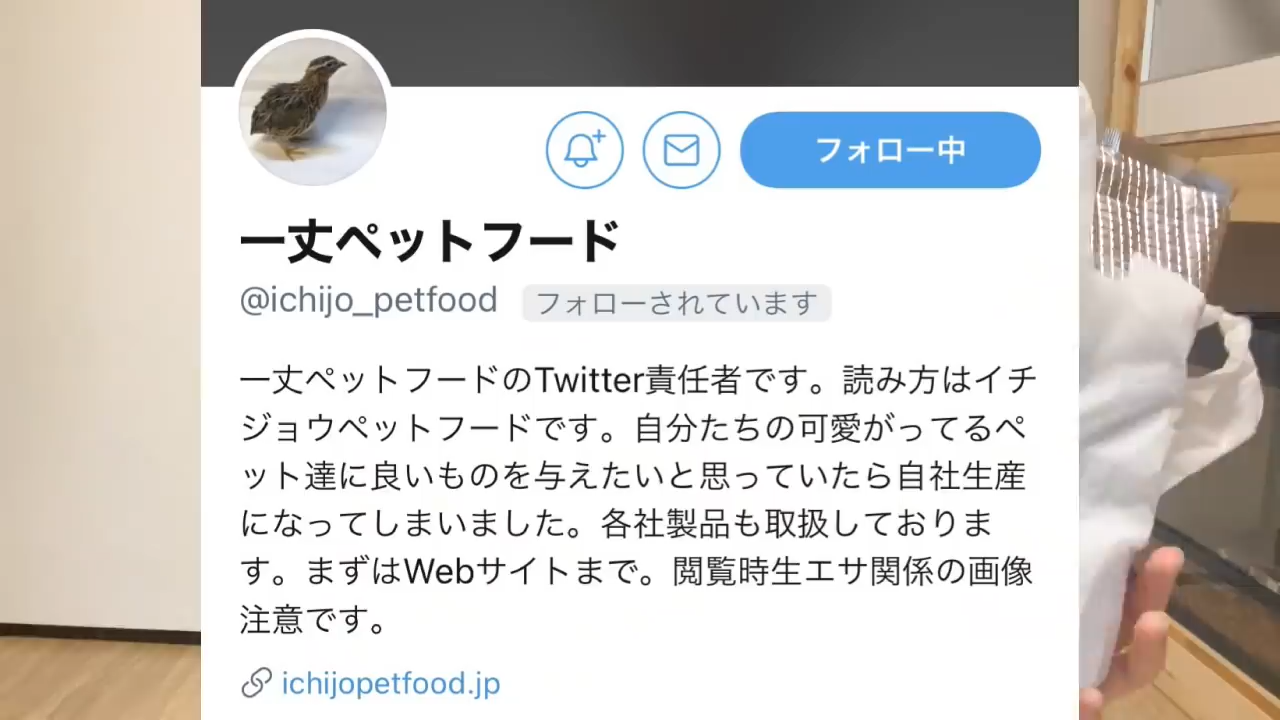 フォロー中
一丈ペットフード
@ichijo_petfood フォローされています
一丈ペットフードのTwitter責任者です。読み方はイチ
ジョウペットフードです。自分たちの可愛がってるペ
ット達に良いものを与えたいと思っていたら自社生産
になってしまいました。各社製品も取扱しておりま
す。まずはWebサイトまで。閲覧時生エサ関係の画像
注意です。
ichijopetfood.jp